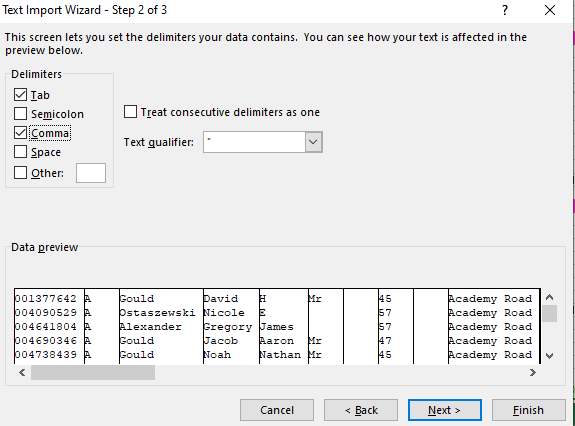 Text Import Wizard - Step 2 of 3 ?
This screen lets you set the delimiters your data contains. You can see how your text is affected in the
preview below.
Delimiters
Tab
Semicolon
Comma
Space
Other:
Treat consecutive delimiters as one
Text qualifier: "
Data preview
001377642 A Gould David H Mr 45 Academy Road
004090529 A Ostaszewski Nicole E 57 Academy Road
004641804 A Alexander Gregory James 57 Academy Road
004690346 A Gould Jacob Aaron Mr 47 Academy Road
004738439 A Gould Noah Nathan Mr 45 Academy Road
Cancel < Back Next > Finish